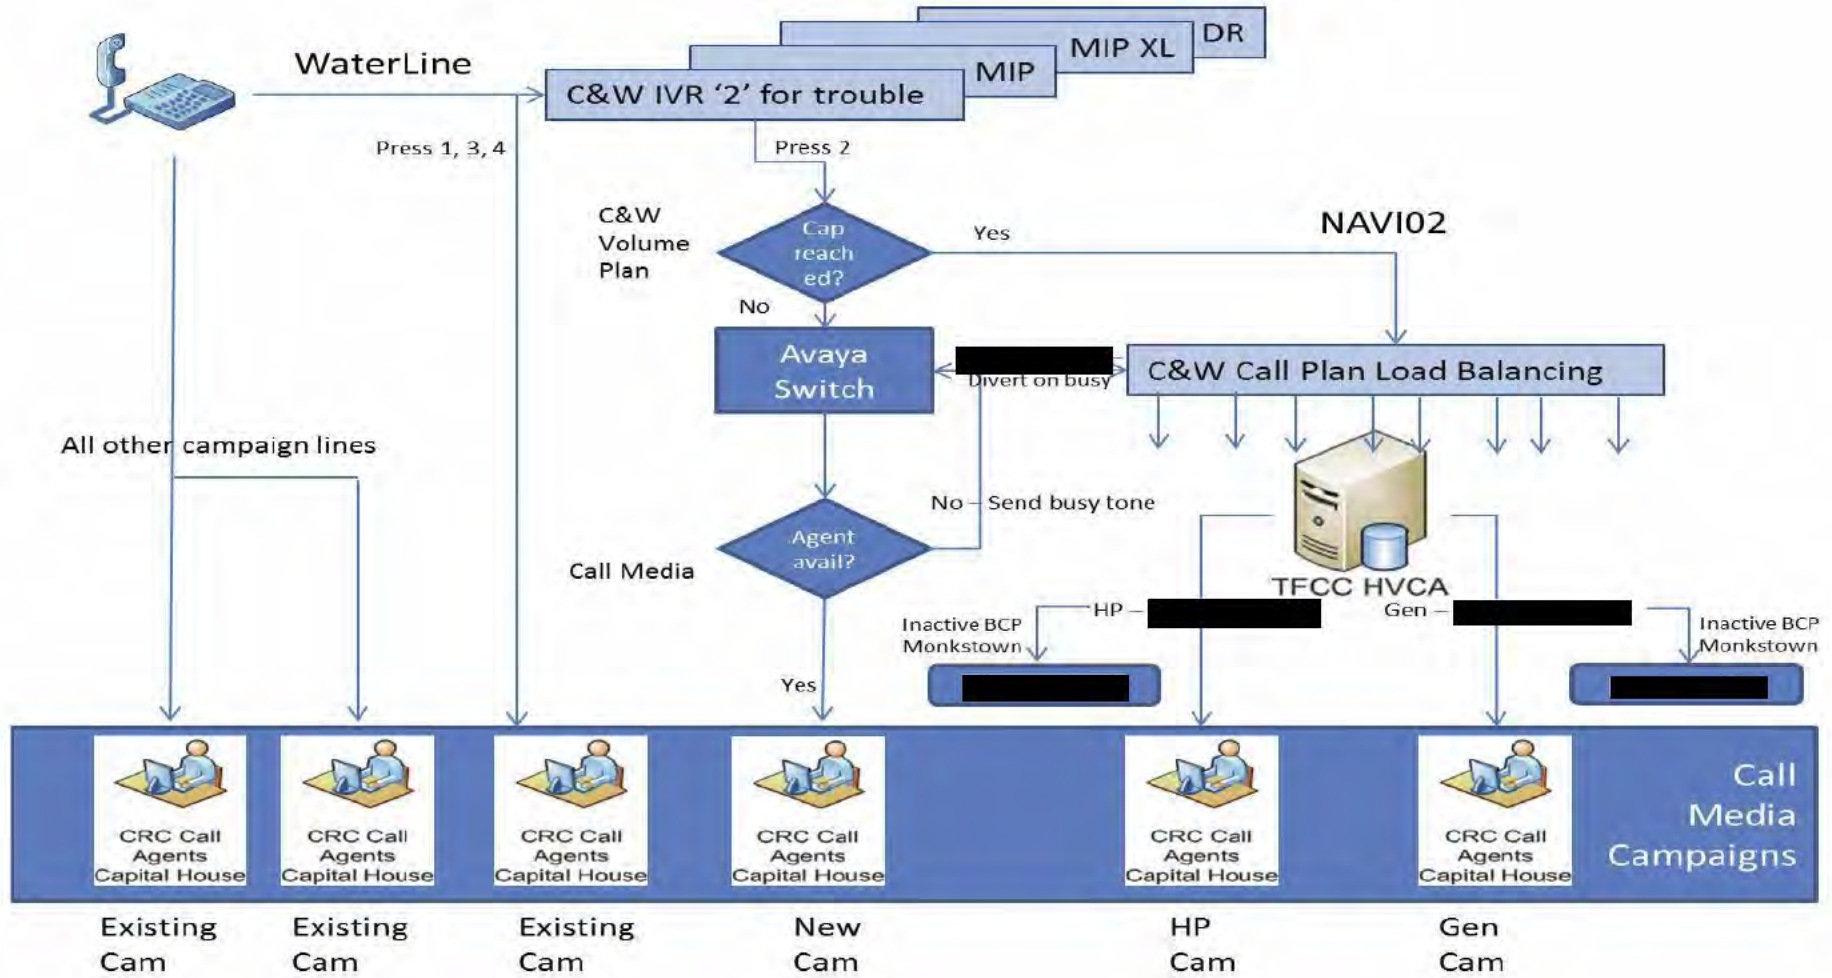 DR
MIP XL
MIP
WaterLine
C&W IVR ‘2’ for trouble
Press 1, 3, 4
Press 2
C&W
Volume
Plan
Cap
reach
ed?
Yes
NAVI02
No
Avaya
Switch
Divert on busy
C&W Call Plan Load Balancing
All other campaign lines
No – Send busy tone
Agent
avail?
Call Media
TFCC HVCA
HP –
Gen –
Inactive BCP
Monkstown
Inactive BCP
Monkstown
Yes
CRC Call
Agents
Capital House
CRC Call
Agents
Capital House
CRC Call
Agents
Capital House
CRC Call
Agents
Capital House
CRC Call
Agents
Capital House
CRC Call
Agents
Capital House
Call
Media
Campaigns
Existing
Cam
Existing
Cam
Existing
Cam
New
Cam
HP
Cam
Gen
Cam